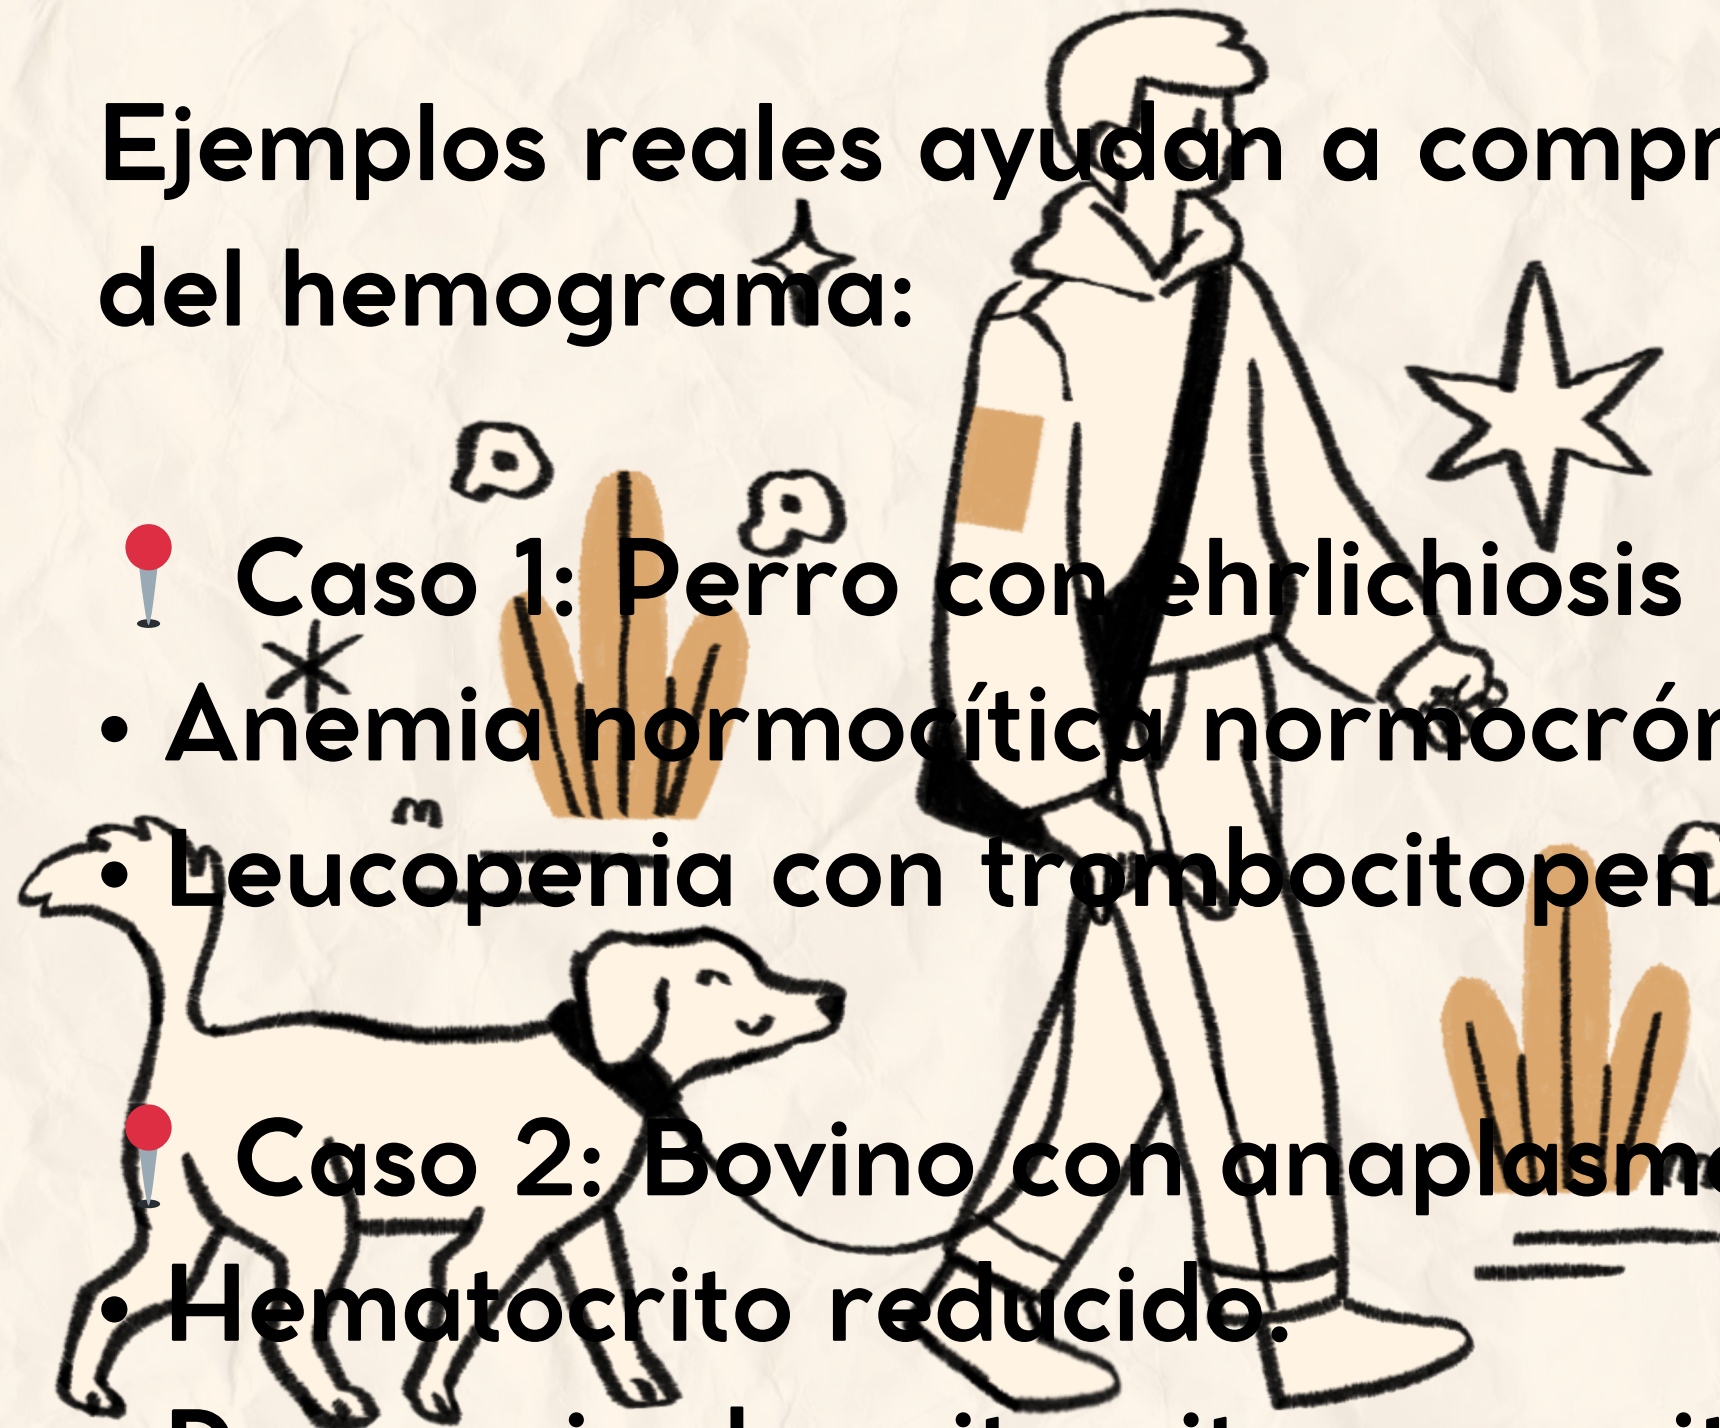 Ejemplos reales ayudan a compr
del hemograma:
📍 Caso 1: Perro con ehrlichiosis
• Anemia normocítica normocrón
• Leucopenia con trombocitopen
📍 Caso 2: Bovino con anaplasm
• Hematocrito reducido.